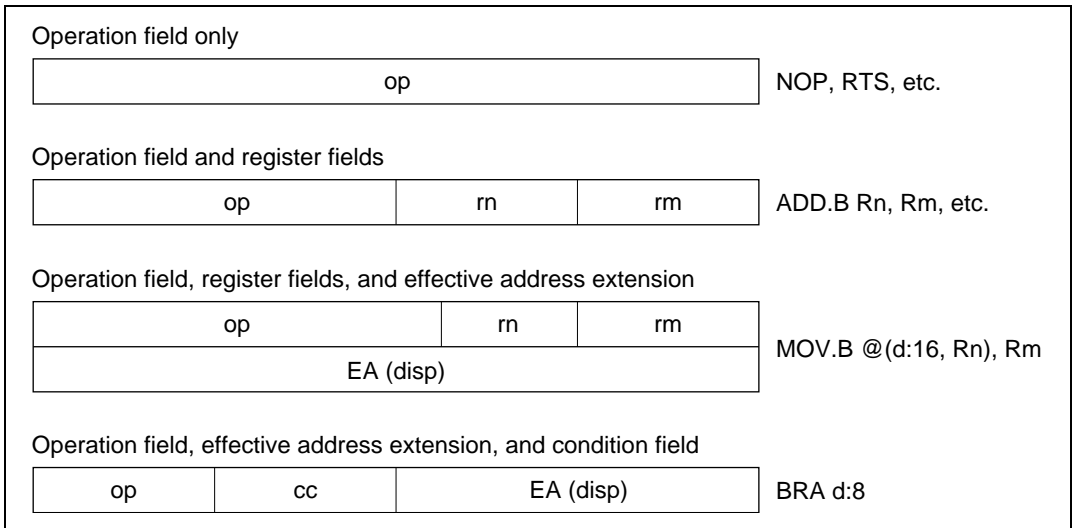 Operation field only
op
NOP, RTS, etc.
Operation field and register fields
op rn rm
ADD.B Rn, Rm, etc.
Operation field, register fields, and effective address extension
op rn rm
EA (disp)
MOV.B @(d:16, Rn), Rm
Operation field, effective address extension, and condition field
op cc EA (disp)
BRA d:8